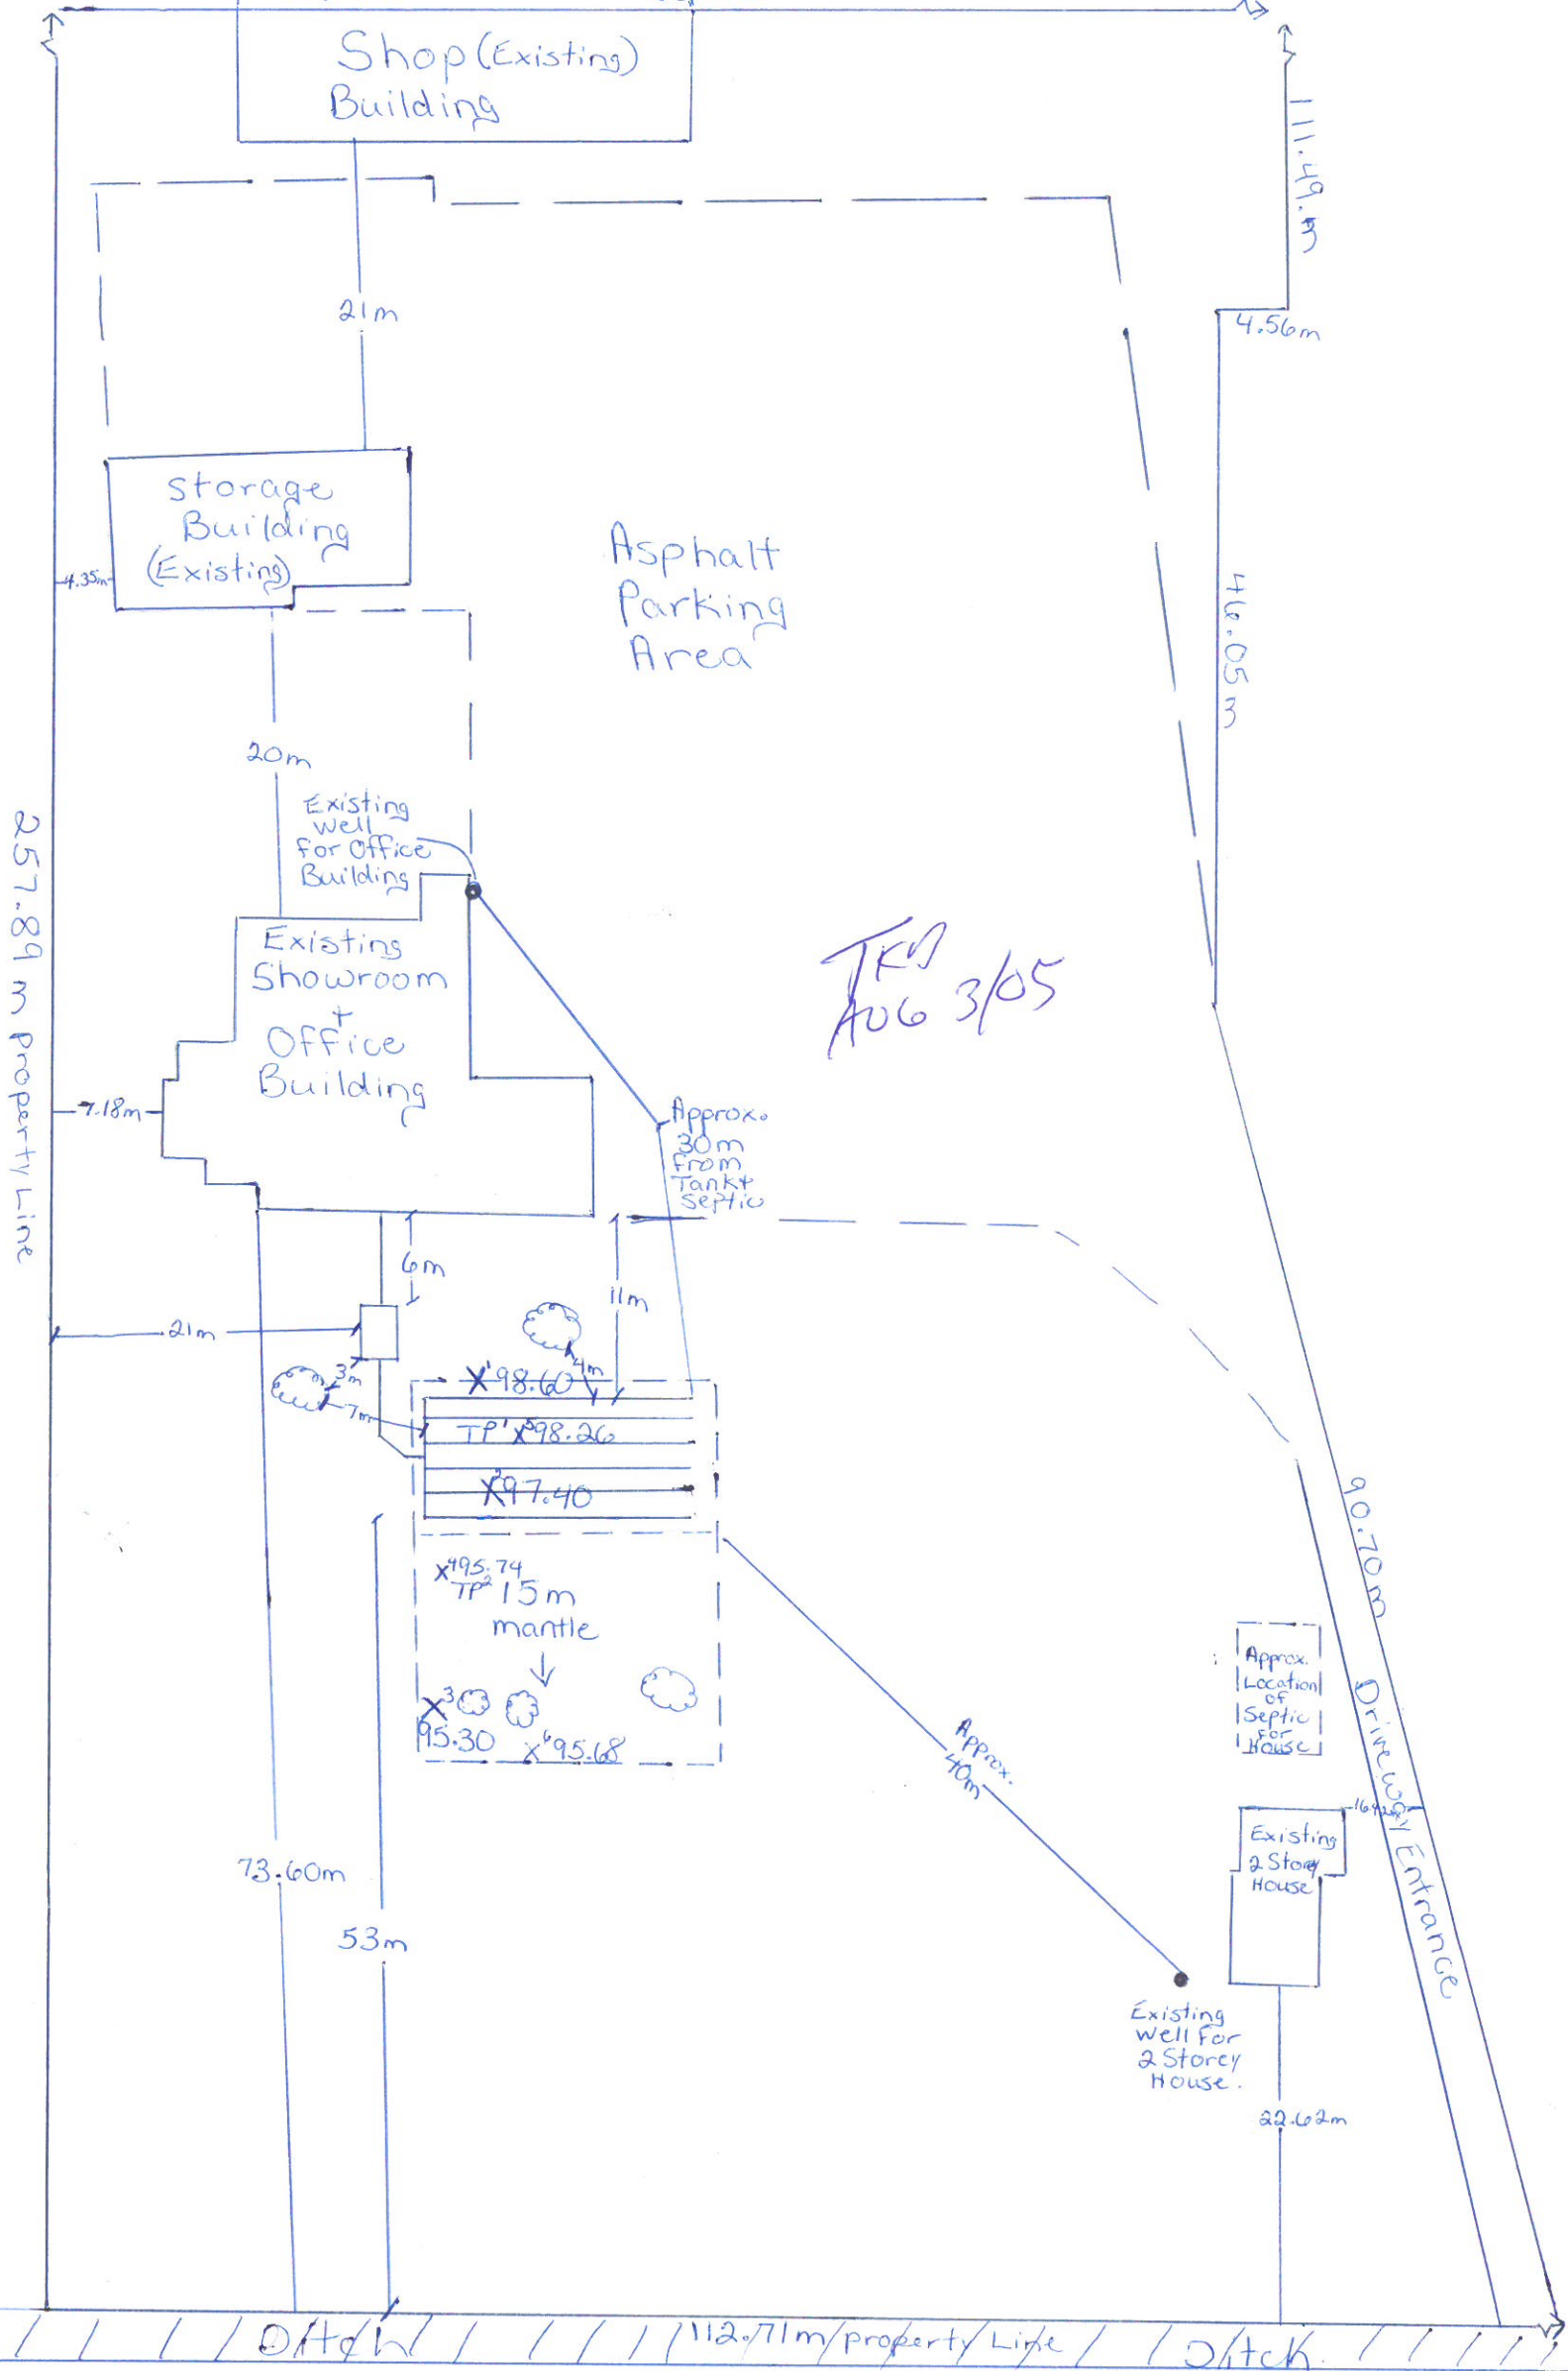 Shop (Existing)
Building
111.49.m
21m
4.56m
Storage
Building
(Existing)
4.35m
Asphalt
Parking
Area
46.05m
20m
Existing
Well
For Office
Building
257.89 m Property Line
Existing
Showroom
+
Office
Building
AUG 3/05
7.18m
Approx.
30m
From
Tank+
Septic
6m
11m
21m
3m
4m
7m
X1 98.60
TP1 X5 98.26
X2 97.40
90.70m
X4 95.74
TP2 15m
mantle
X3
95.30
X6 95.68
Approx.
Location
of
Septic
For
House
Driveway Entrance
Approx.
40m
Existing
2 Storey
House
73.60m
53m
Existing
Well For
2 Storey
House.
22.62m
Ditch
112.71m property Line
Ditch